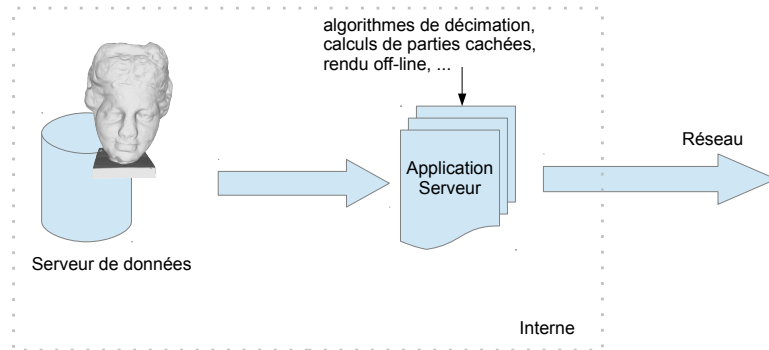 algorithmes de décimation,
calculs de parties cachées,
rendu off-line, ...
Réseau
Application
Serveur
Serveur de données
Interne